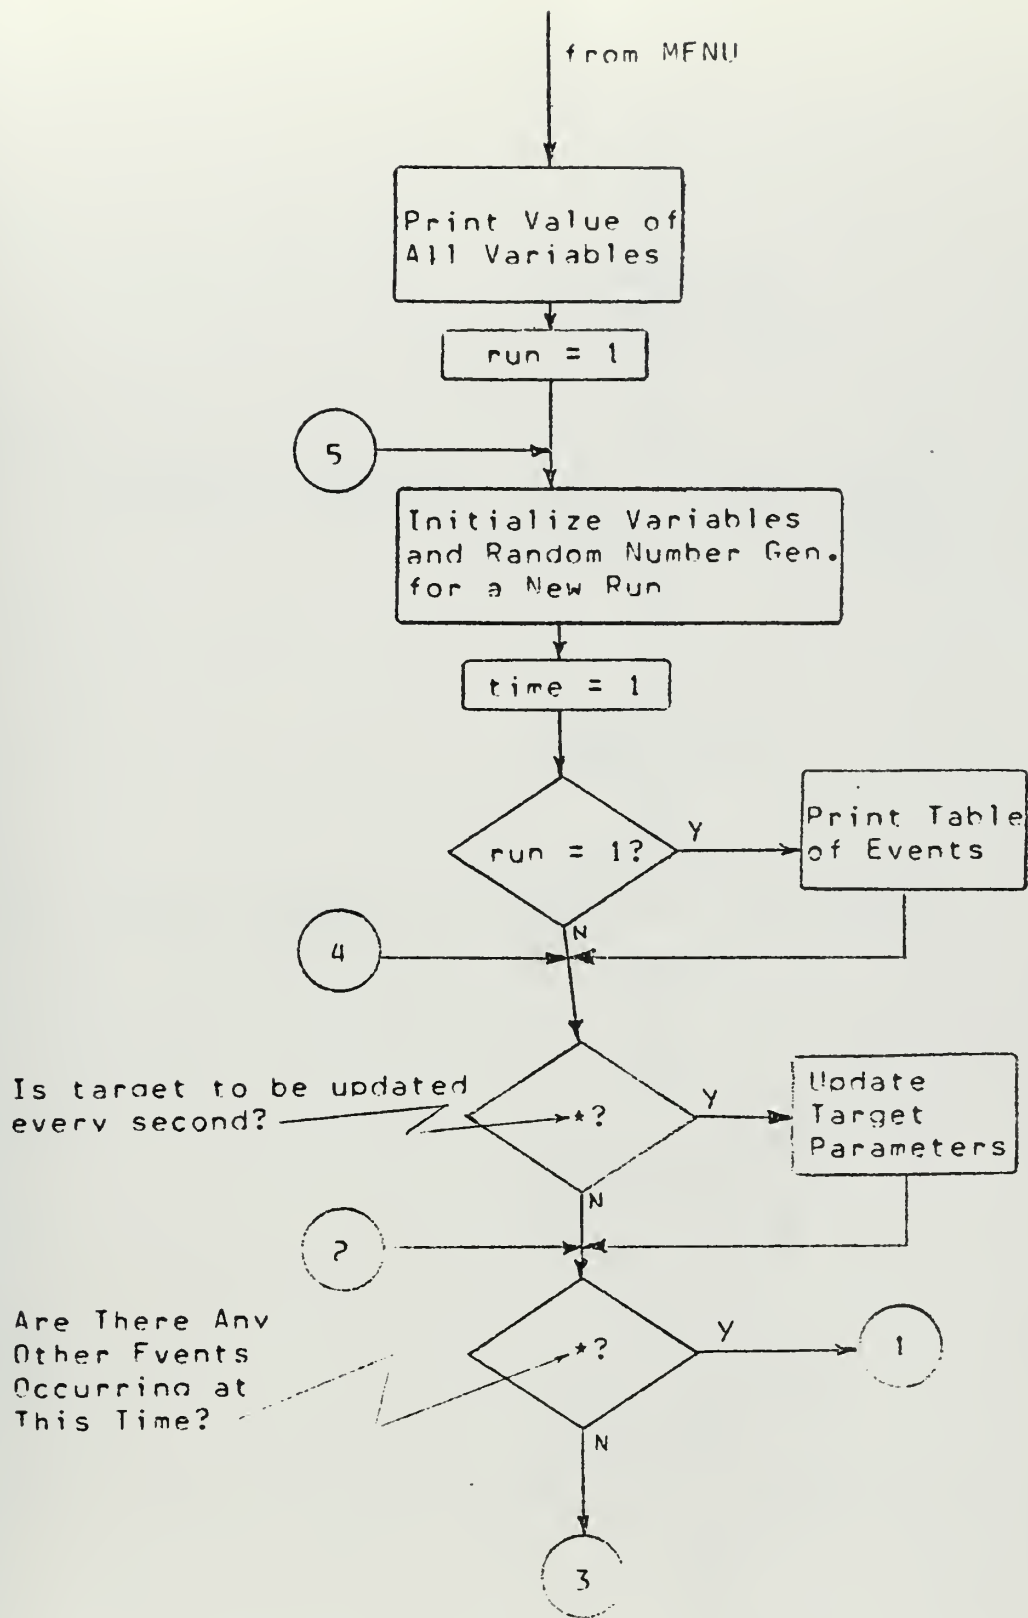 from MENU
Print Value of
All Variables
run = 1
5
Initialize Variables
and Random Number Gen.
for a New Run
time = 1
run = 1?
Y
Print Table
of Events
N
4
Is target to be updated
every second?
*?
Y
Update
Target
Parameters
N
2
Are There Any
Other Events
Occurring at
This Time?
*?
Y
1
N
3